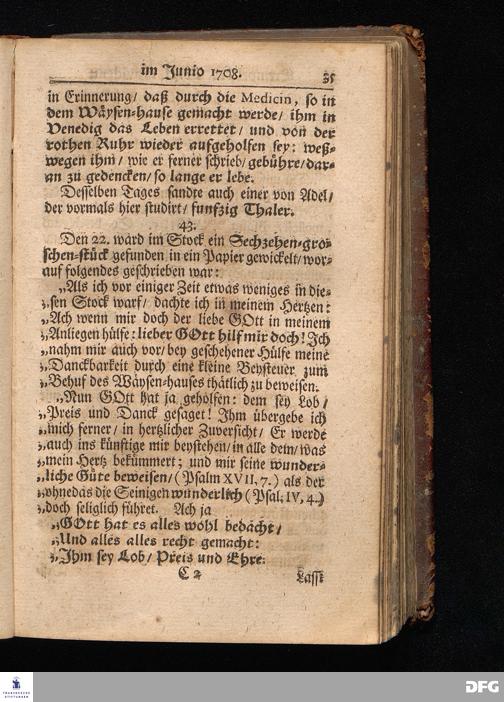 im Junio 1708. 35
in Erinnerung/ daß durch die Medicin, so in
dem Wäysen-hause gemacht werde/ ihm in
Venedig das Leben errettet/ und von der
rothen Ruhr wieder aufgeholfen sey: weß-
wegen ihm/ wie er ferner schrieb/ gebühre/ dar-
an zu gedencken/ so lange er lebe.
Desselben Tages sandte auch einer von Adel/
der vormals hier studirt/ funfzig Thaler.
43.
Den 22. ward im Stock ein Sechzehen-gro-
schen-stück gefunden in ein Papier gewickelt/ wor-
auf folgendes geschrieben war:
„Als ich vor einiger Zeit etwas weniges in die-
„sen Stock warf/ dachte ich in meinem Hertzen:
„Ach wenn mir doch der liebe GOtt in meinem
„Anliegen hülfe: lieber GOtt hilf mir doch! Ich
„nahm mir auch vor/ bey geschehener Hülfe meine
„Danckbarkeit durch eine kleine Beysteuer zum
„Behuf des Wäysen-hauses thätlich zu beweisen.
„Nun GOtt hat ja geholfen: dem sey Lob/
„Preis und Danck gesaget! Ihm übergebe ich
„mich ferner/ in hertzlicher Zuversicht/ Er werde
„auch ins künftige mir beystehen/ in alle dem/ was
„mein Hertz bekümmert; und mir seine wunder-
„liche Güte beweisen/ (Psalm XVII, 7.) als der
„ohnedas die Seinigen wunderlich (Psal. IV, 4.)
„doch seliglich führet. Ach ja
„GOtt hat es alles wohl bedacht/
„Und alles alles recht gemacht:
„Ihm sey Lob/ Preis und Ehre:
C 2 Lasst
FRANCKESCHE
STIFTUNGEN
DFG